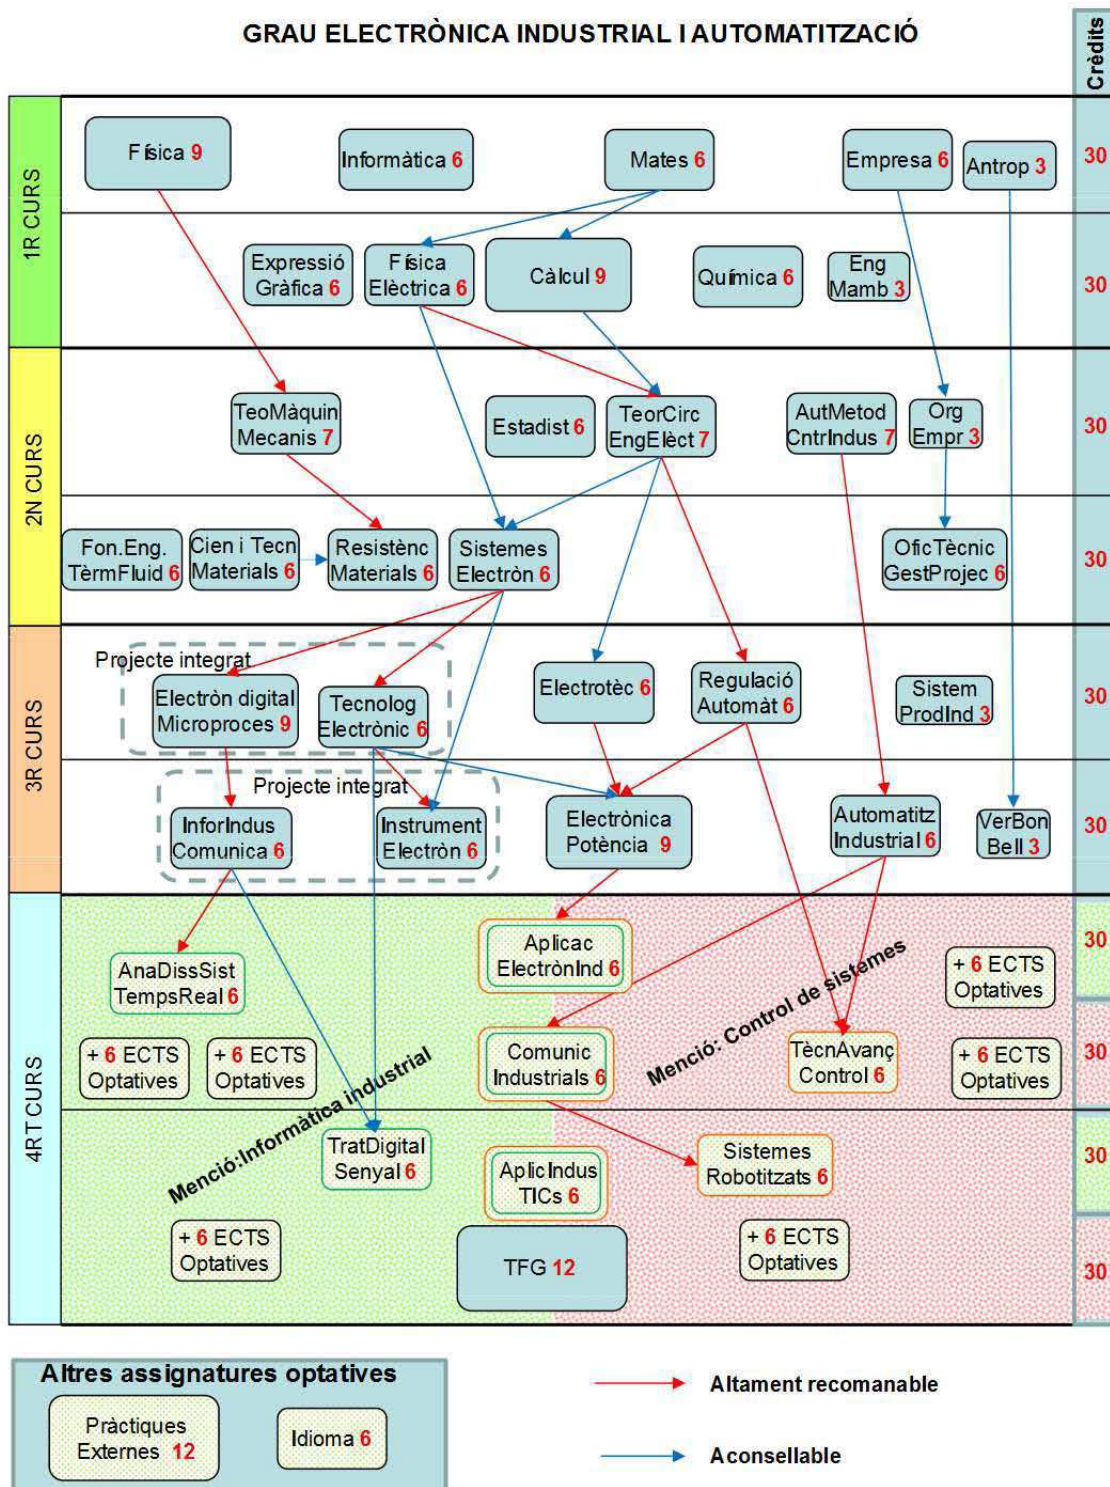 GRAU ELECTRÒNICA INDUSTRIAL I AUTOMATITZACIÓ
Crèdits
1R CURS
Física 9
Informàtica 6
Mates 6
Empresa 6
Antrop 3
30
Expressió
Gràfica 6
Física
Elèctrica 6
Càlcul 9
Química 6
Eng
Mamb 3
30
2N CURS
TeoMàquin
Mecanis 7
Estadist 6
TeorCirc
EngElèct 7
AutMetod
CntrIndus 7
Org
Empr 3
30
Fon.Eng.
TèrmFluid 6
Cien i Tecn
Materials 6
Resistènc
Materials 6
Sistemes
Electròn 6
OficTècnic
GestProjec 6
30
3R CURS
Projecte integrat
Electròn digital
Microproces 9
Tecnolog
Electrònic 6
Electrotèc 6
Regulació
Automàt 6
Sistem
ProdInd 3
30
Projecte integrat
InforIndus
Comunica 6
Instrument
Electròn 6
Electrònica
Potència 9
Automatitz
Industrial 6
VerBon
Bell 3
30
4RT CURS
AnaDissSist
TempsReal 6
Aplicac
ElectrònInd 6
+ 6 ECTS
Optatives
30
+ 6 ECTS
Optatives
+ 6 ECTS
Optatives
Menció:Informàtica industrial
Comunic
Industrials 6
Menció: Control de sistemes
TècnAvanç
Control 6
+ 6 ECTS
Optatives
30
TratDigital
Senyal 6
AplicIndus
TICs 6
Sistemes
Robotitzats 6
30
+ 6 ECTS
Optatives
TFG 12
+ 6 ECTS
Optatives
30
Altres assignatures optatives
Pràctiques
Externes 12
Idioma 6
Altament recomanable
Aconsellable